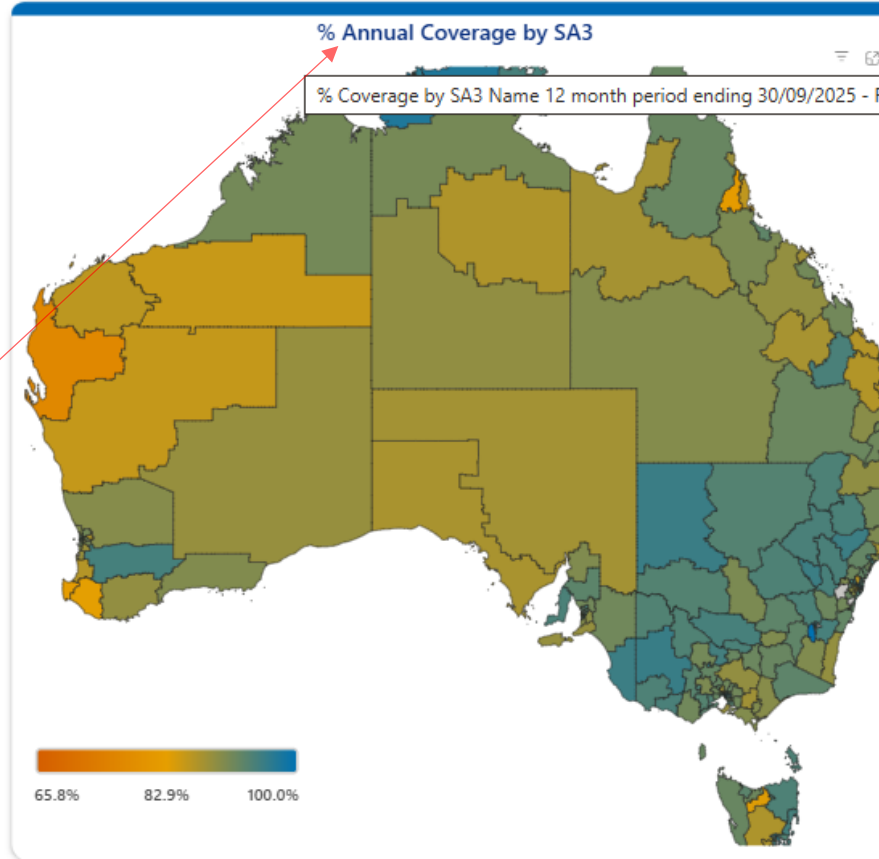 % Annual Coverage by SA3
% Coverage by SA3 Name 12 month period ending 30/09/2025 -
65.8%
82.9%
100.0%